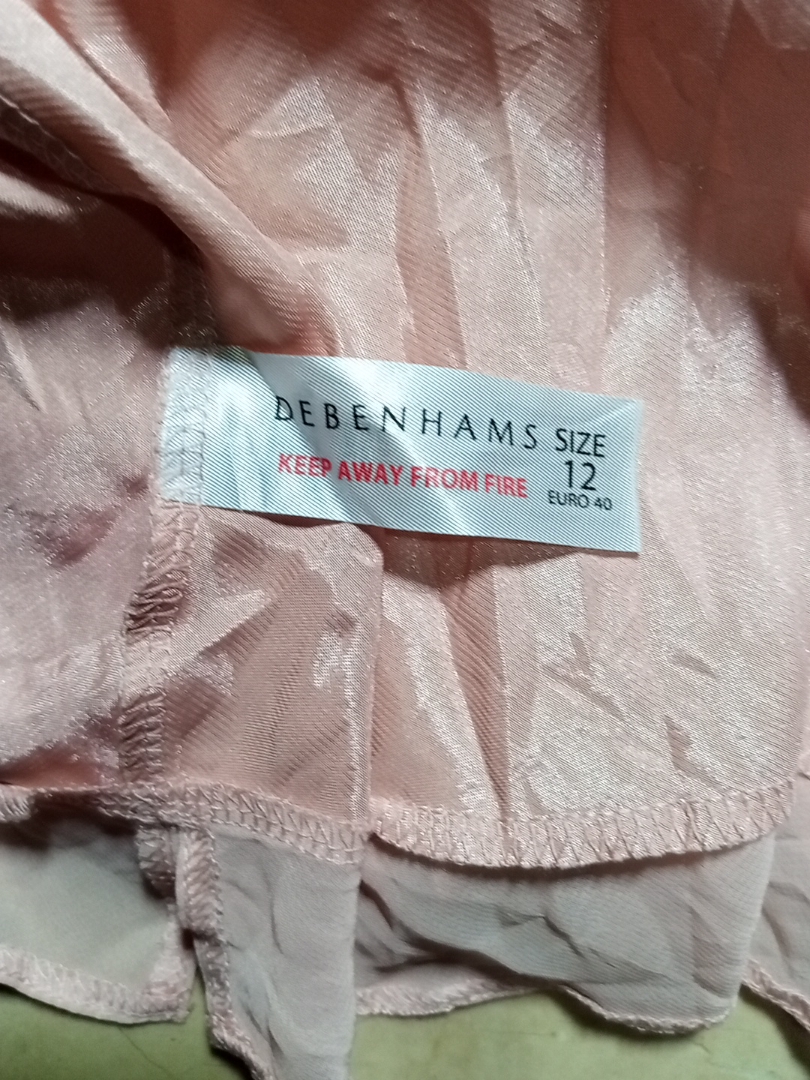 DEBENHAMS SIZE
KEEP AWAY FROM FIRE 12
EURO 40